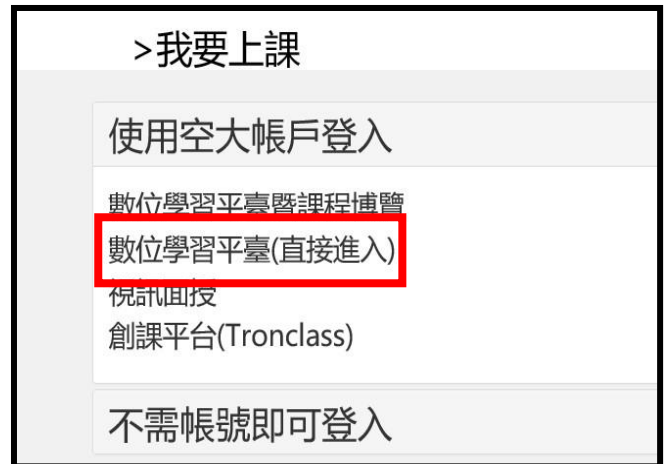 >我要上課
使用空大帳戶登入
數位學習平臺暨課程博覽
數位學習平臺(直接進入)
視訊面授
創課平台(Tronclass)
不需帳號即可登入